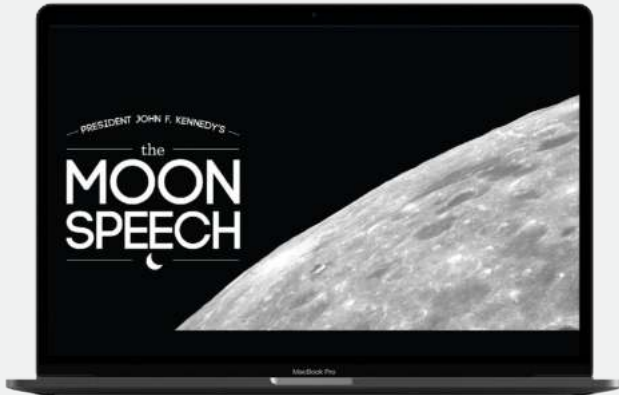 PRESIDENT JOHN F. KENNEDY'S
the
MOON
SPEECH
MacBook Pro